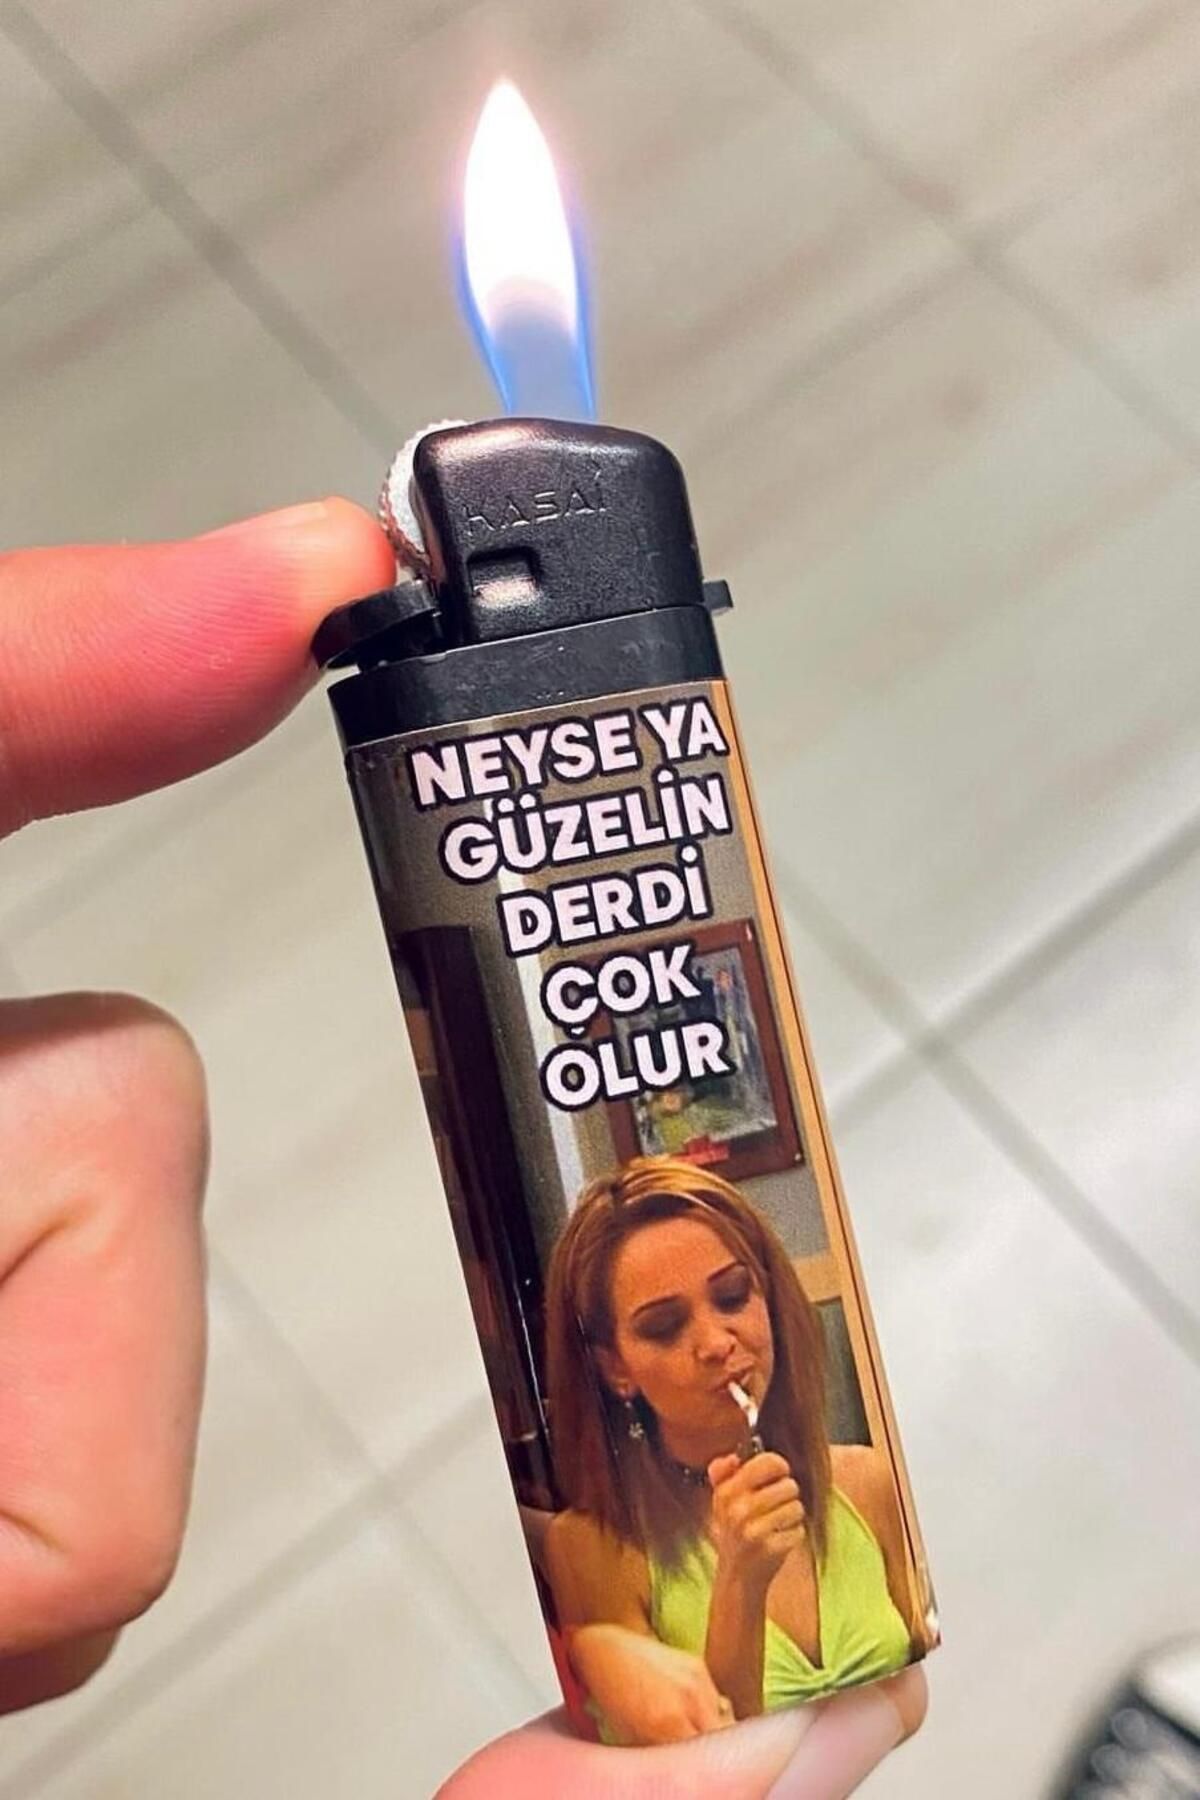 KASAİ
NEYSE YA
GÜZELİN
DERDİ
ÇOK
OLUR